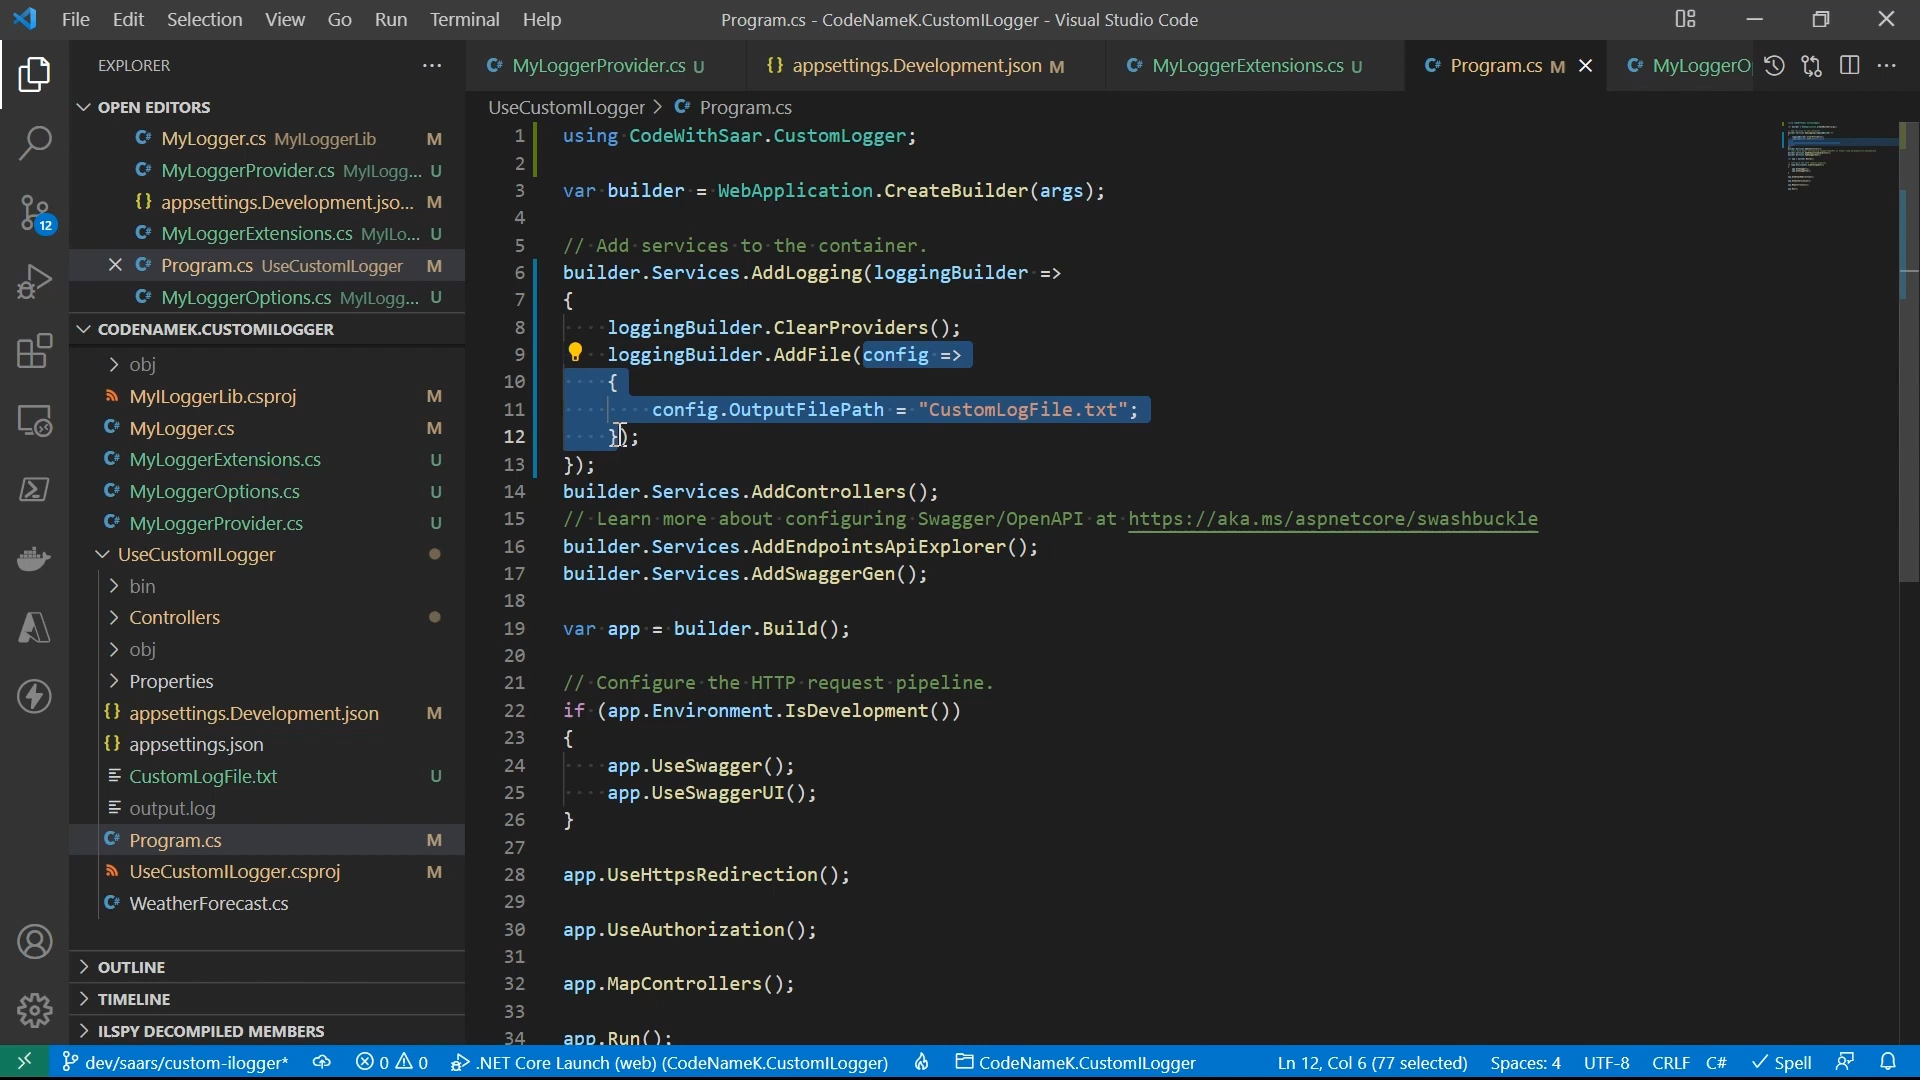 File Edit Selection View Go Run Terminal Help
Program.cs - CodeNameK.CustomILogger - Visual Studio Code
EXPLORER
OPEN EDITORS
MyLogger.cs MyILoggerLib M
MyLoggerProvider.cs MyILogg... U
appsettings.Development.jso... M
MyLoggerExtensions.cs MyILo... U
Program.cs UseCustomILogger M
MyLoggerOptions.cs MyILogg... U
CODENAMEK.CUSTOMILOGGER
obj
MyILoggerLib.csproj M
MyLogger.cs M
MyLoggerExtensions.cs U
MyLoggerOptions.cs U
MyLoggerProvider.cs U
UseCustomILogger
bin
Controllers
obj
Properties
appsettings.Development.json M
appsettings.json
CustomLogFile.txt U
output.log
Program.cs M
UseCustomILogger.csproj M
WeatherForecast.cs
OUTLINE
TIMELINE
ILSPY DECOMPILED MEMBERS
12
MyLoggerProvider.cs U
appsettings.Development.json M
MyLoggerExtensions.cs U
Program.cs M
MyLoggerO
UseCustomILogger > Program.cs
1 using CodeWithSaar.CustomLogger;
2
3 var builder = WebApplication.CreateBuilder(args);
4
5 // Add services to the container.
6 builder.Services.AddLogging(loggingBuilder =>
7 {
8 loggingBuilder.ClearProviders();
9 loggingBuilder.AddFile(config =>
10 {
11 config.OutputFilePath = "CustomLogFile.txt";
12 });
13 });
14 builder.Services.AddControllers();
15 // Learn more about configuring Swagger/OpenAPI at https://aka.ms/aspnetcore/swashbuckle
16 builder.Services.AddEndpointsApiExplorer();
17 builder.Services.AddSwaggerGen();
18
19 var app = builder.Build();
20
21 // Configure the HTTP request pipeline.
22 if (app.Environment.IsDevelopment())
23 {
24 app.UseSwagger();
25 app.UseSwaggerUI();
26 }
27
28 app.UseHttpsRedirection();
29
30 app.UseAuthorization();
31
32 app.MapControllers();
33
34 app.Run();
dev/saars/custom-ilogger* 0 0 .NET Core Launch (web) (CodeNameK.CustomILogger) CodeNameK.CustomILogger Ln 12, Col 6 (77 selected) Spaces: 4 UTF-8 CRLF C# Spell